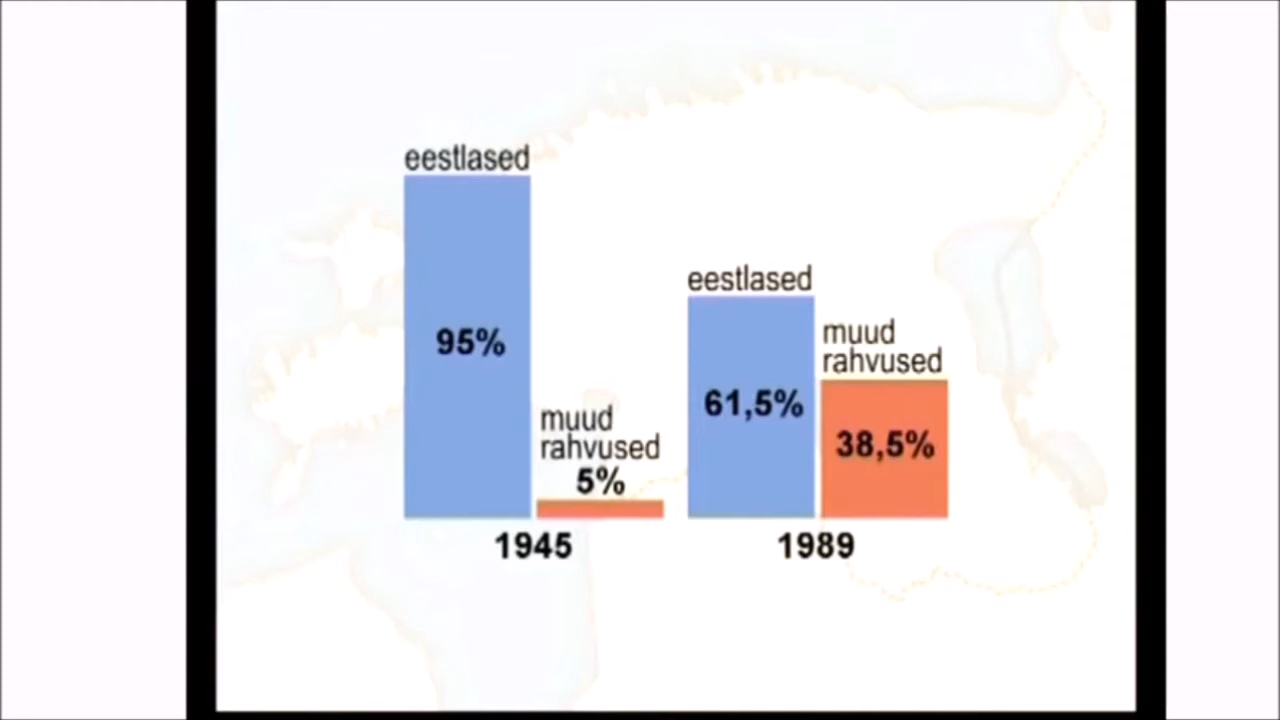 eestlased
95%
muud
rahvused
5%
1945
eestlased
61,5%
muud
rahvused
38,5%
1989